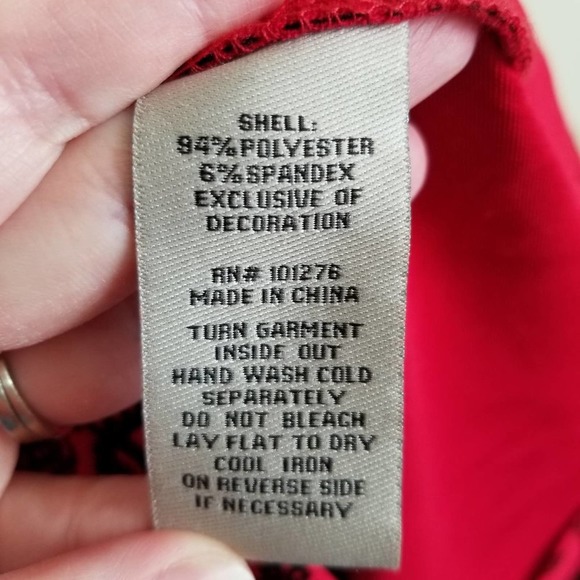 SHELL:
94%POLYESTER
6%SPANDEX
EXCLUSIVE OF
DECORATION
RN# 101276
MADE IN CHINA
TURN GARMENT
INSIDE OUT
HAND WASH COLD
SEPARATELY
DO NOT BLEACH
LAY FLAT TO DRY
COOL IRON
ON REVERSE SIDE
IF NECESSARY